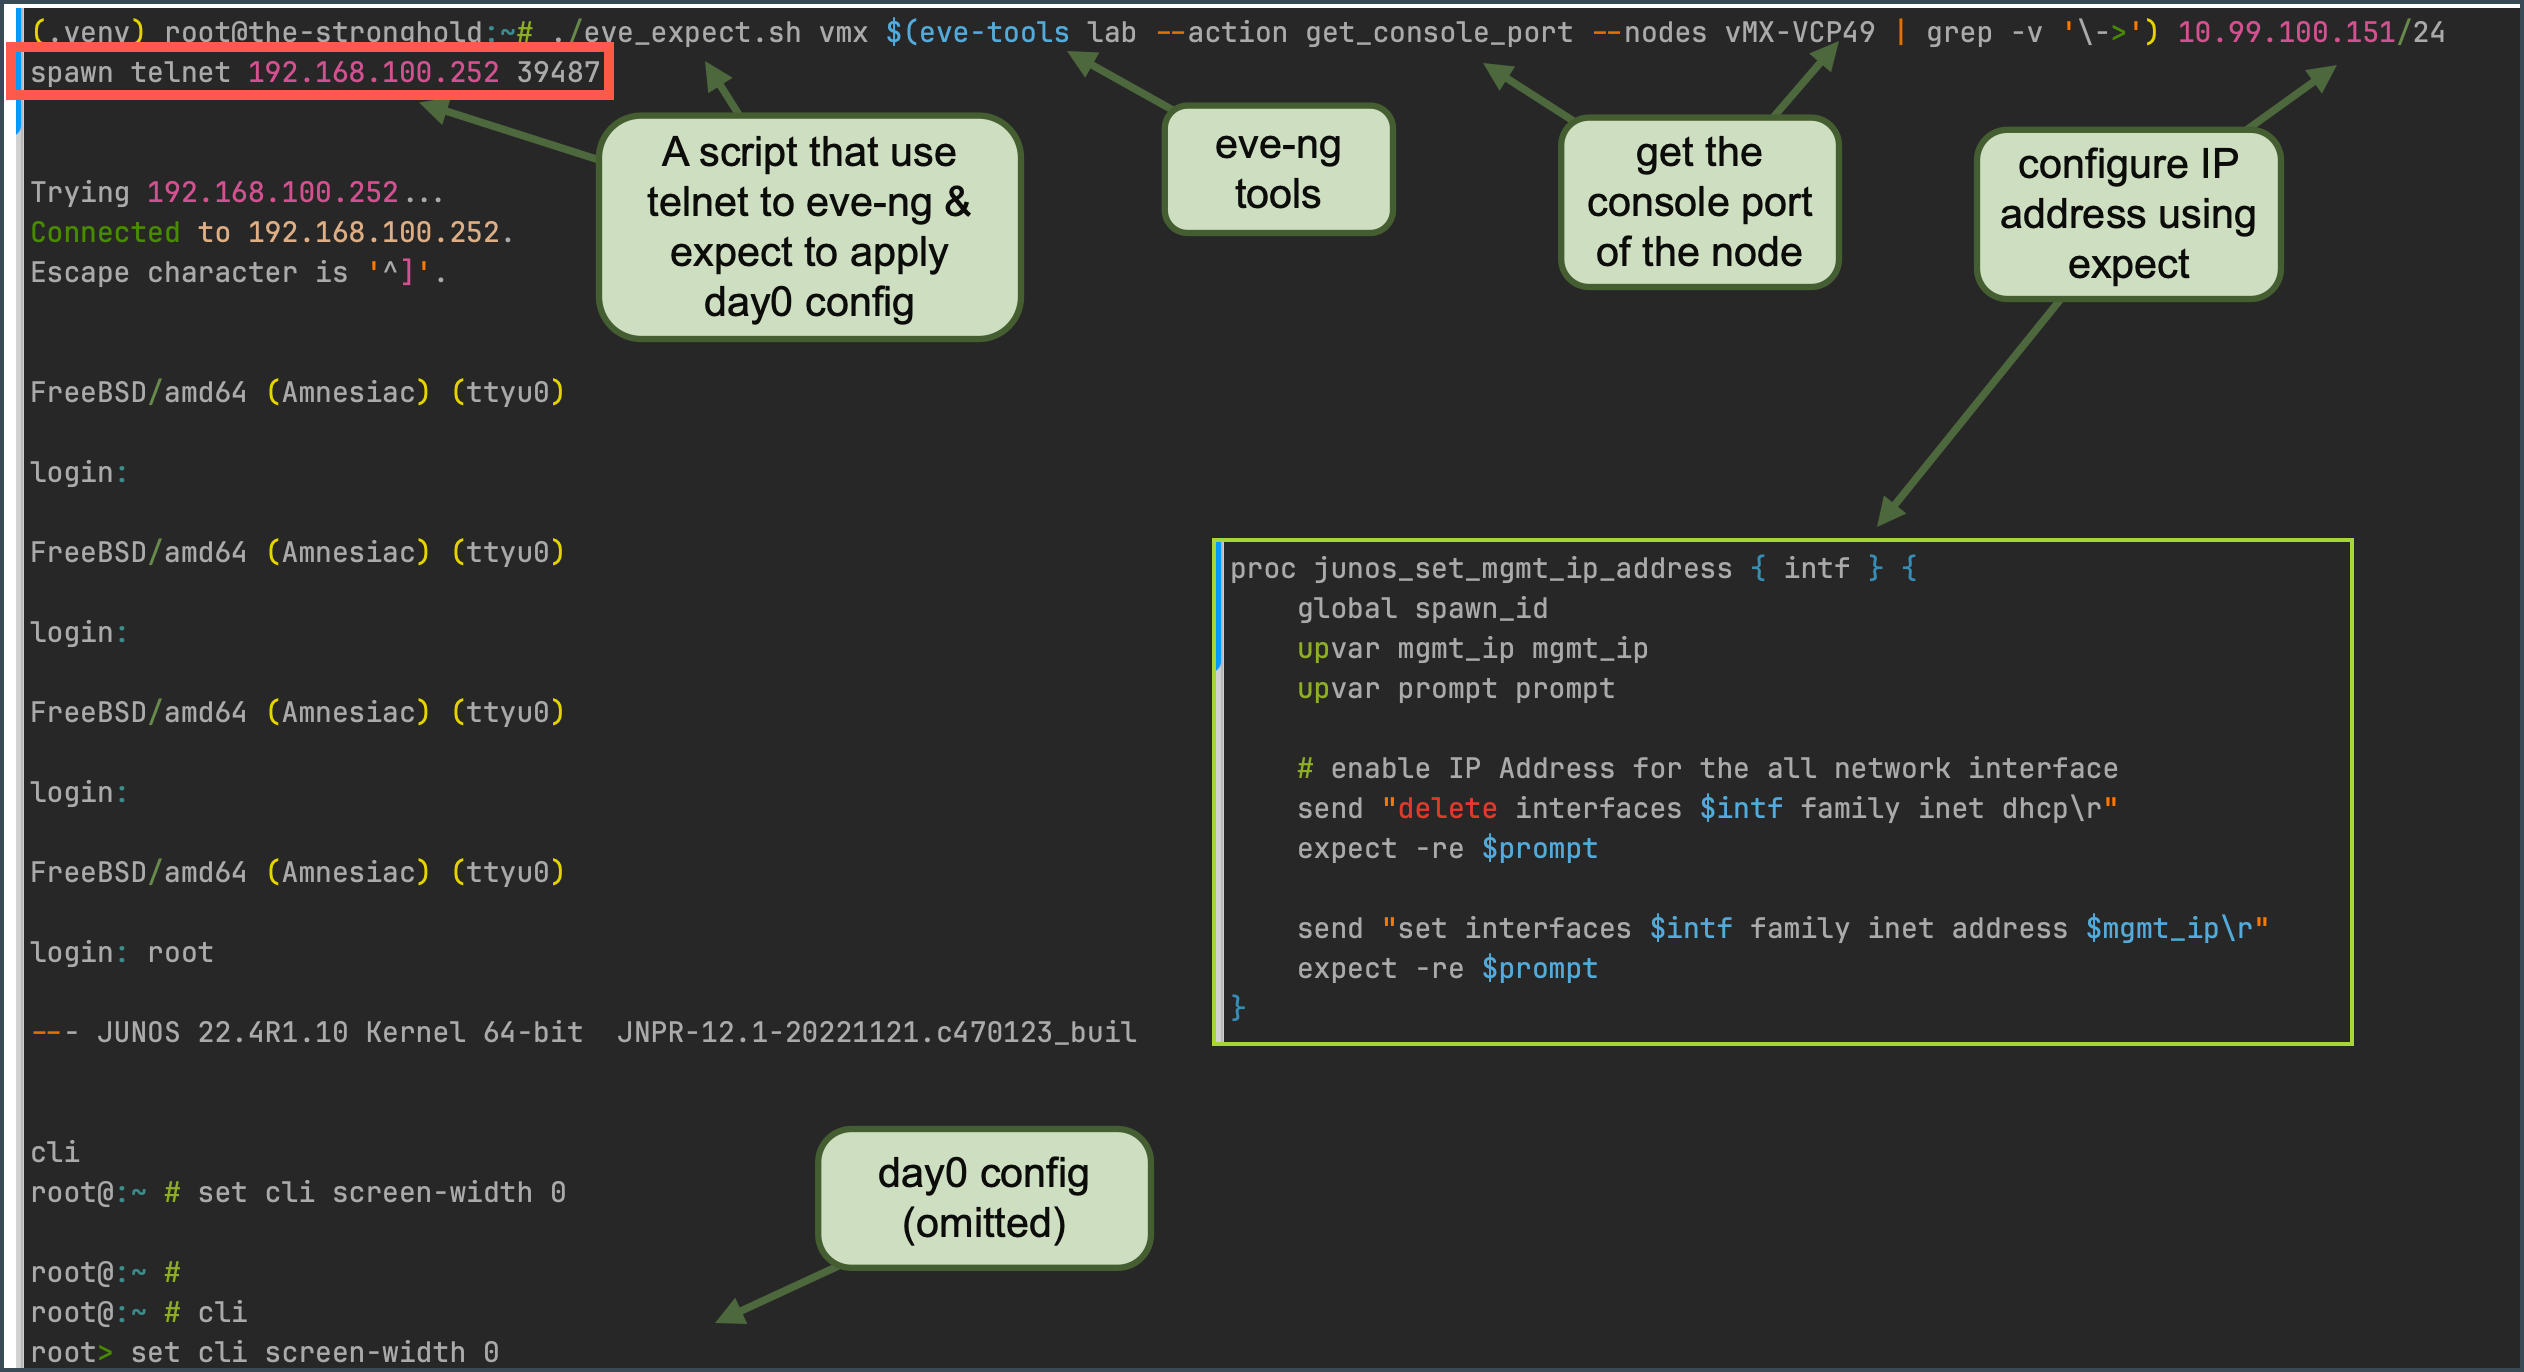 (.venv) root@the-stronghold:~# ./eve_expect.sh vmx $(eve-tools lab --action get_console_port --nodes vMX-VCP49 | grep -v '\->') 10.99.100.151/24
spawn telnet 192.168.100.252 39487
A script that use
telnet to eve-ng &
expect to apply
day0 config
eve-ng
tools
get the
console port
of the node
configure IP
address using
expect
Trying 192.168.100.252...
Connected to 192.168.100.252.
Escape character is '^]'.
FreeBSD/amd64 (Amnesiac) (ttyu0)
login:
FreeBSD/amd64 (Amnesiac) (ttyu0)
login:
FreeBSD/amd64 (Amnesiac) (ttyu0)
login:
FreeBSD/amd64 (Amnesiac) (ttyu0)
login: root
--- JUNOS 22.4R1.10 Kernel 64-bit  JNPR-12.1-20221121.c470123_buil
proc junos_set_mgmt_ip_address { intf } {
    global spawn_id
    upvar mgmt_ip mgmt_ip
    upvar prompt prompt
    # enable IP Address for the all network interface
    send "delete interfaces $intf family inet dhcp\r"
    expect -re $prompt
    send "set interfaces $intf family inet address $mgmt_ip\r"
    expect -re $prompt
}
cli
root@:~ # set cli screen-width 0
root@:~ #
root@:~ # cli
root> set cli screen-width 0
day0 config
(omitted)